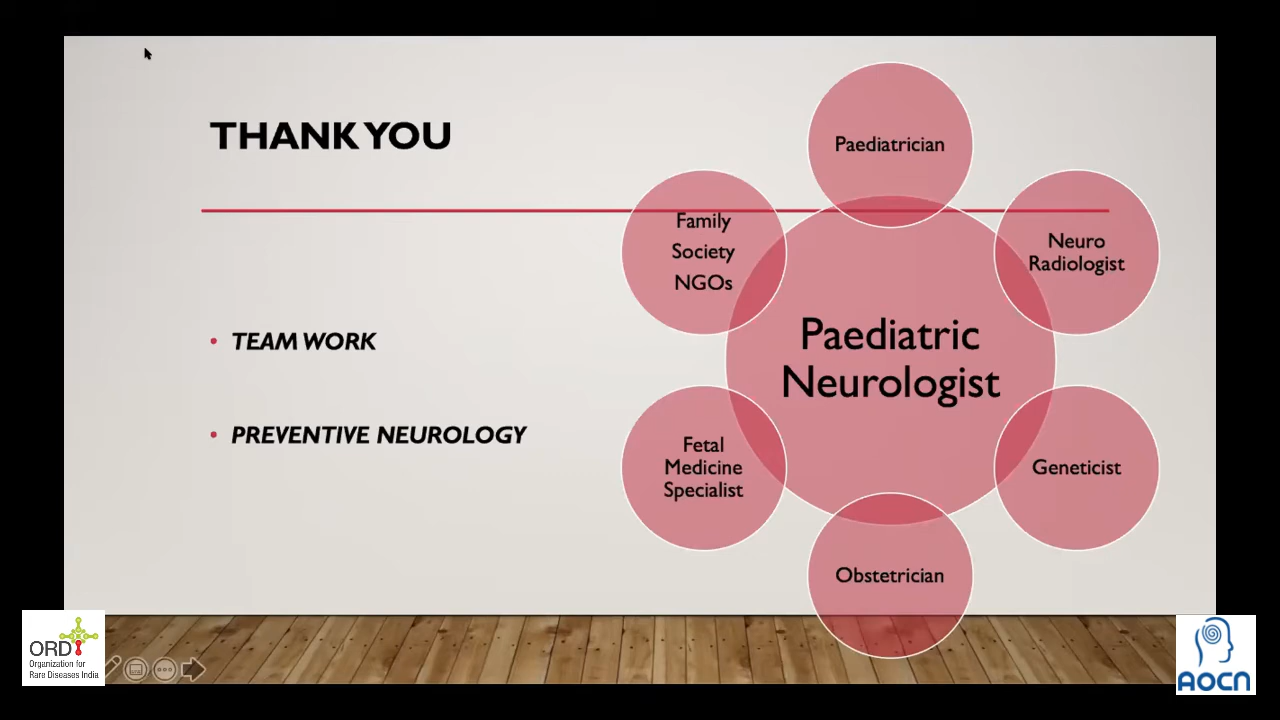 THANK YOU
TEAM WORK
PREVENTIVE NEUROLOGY
Paediatrician
Family
Society
NGOs
Neuro
Radiologist
Paediatric
Neurologist
Fetal
Medicine
Specialist
Geneticist
Obstetrician
ORDI
Organization for
Rare Diseases India
AOCN